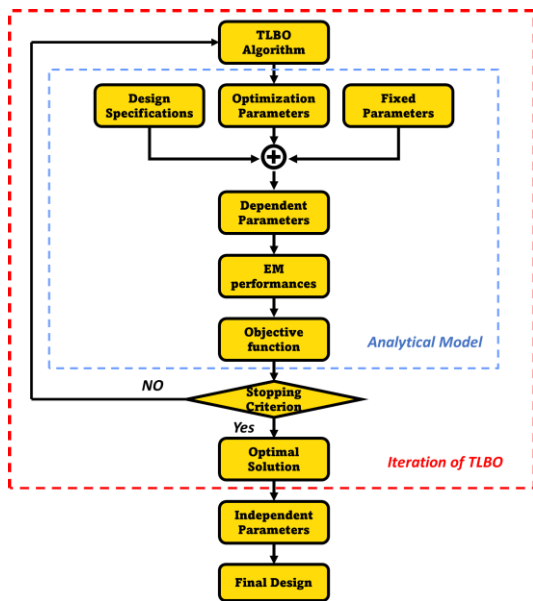 TLBO
Algorithm
Design
Specifications
Optimization
Parameters
Fixed
Parameters
Dependent
Parameters
EM
performances
Objective
function
Analytical Model
NO
Stopping
Criterion
Yes
Optimal
Solution
Iteration of TLBO
Independent
Parameters
Final Design